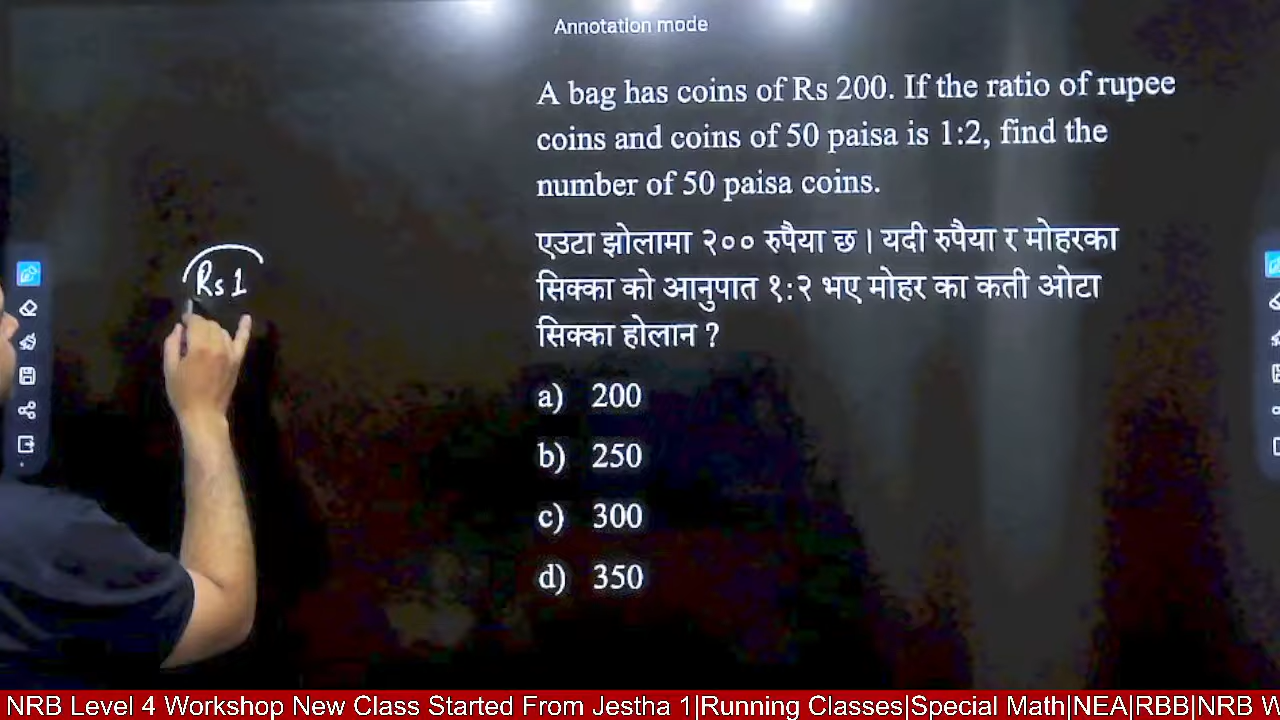 Annotation mode
A bag has coins of Rs 200. If the ratio of rupee
coins and coins of 50 paisa is 1:2, find the
number of 50 paisa coins.
एउटा झोलामा २०० रुपैया छ । यदी रुपैया र मोहरका
सिक्का को आनुपात १:२ भए मोहर का कती ओटा
सिक्का होलान ?
a) 200
b) 250
c) 300
d) 350
Rs 1
NRB Level 4 Workshop New Class Started From Jestha 1|Running Classes|Special Math|NEA|RBB|NRB W